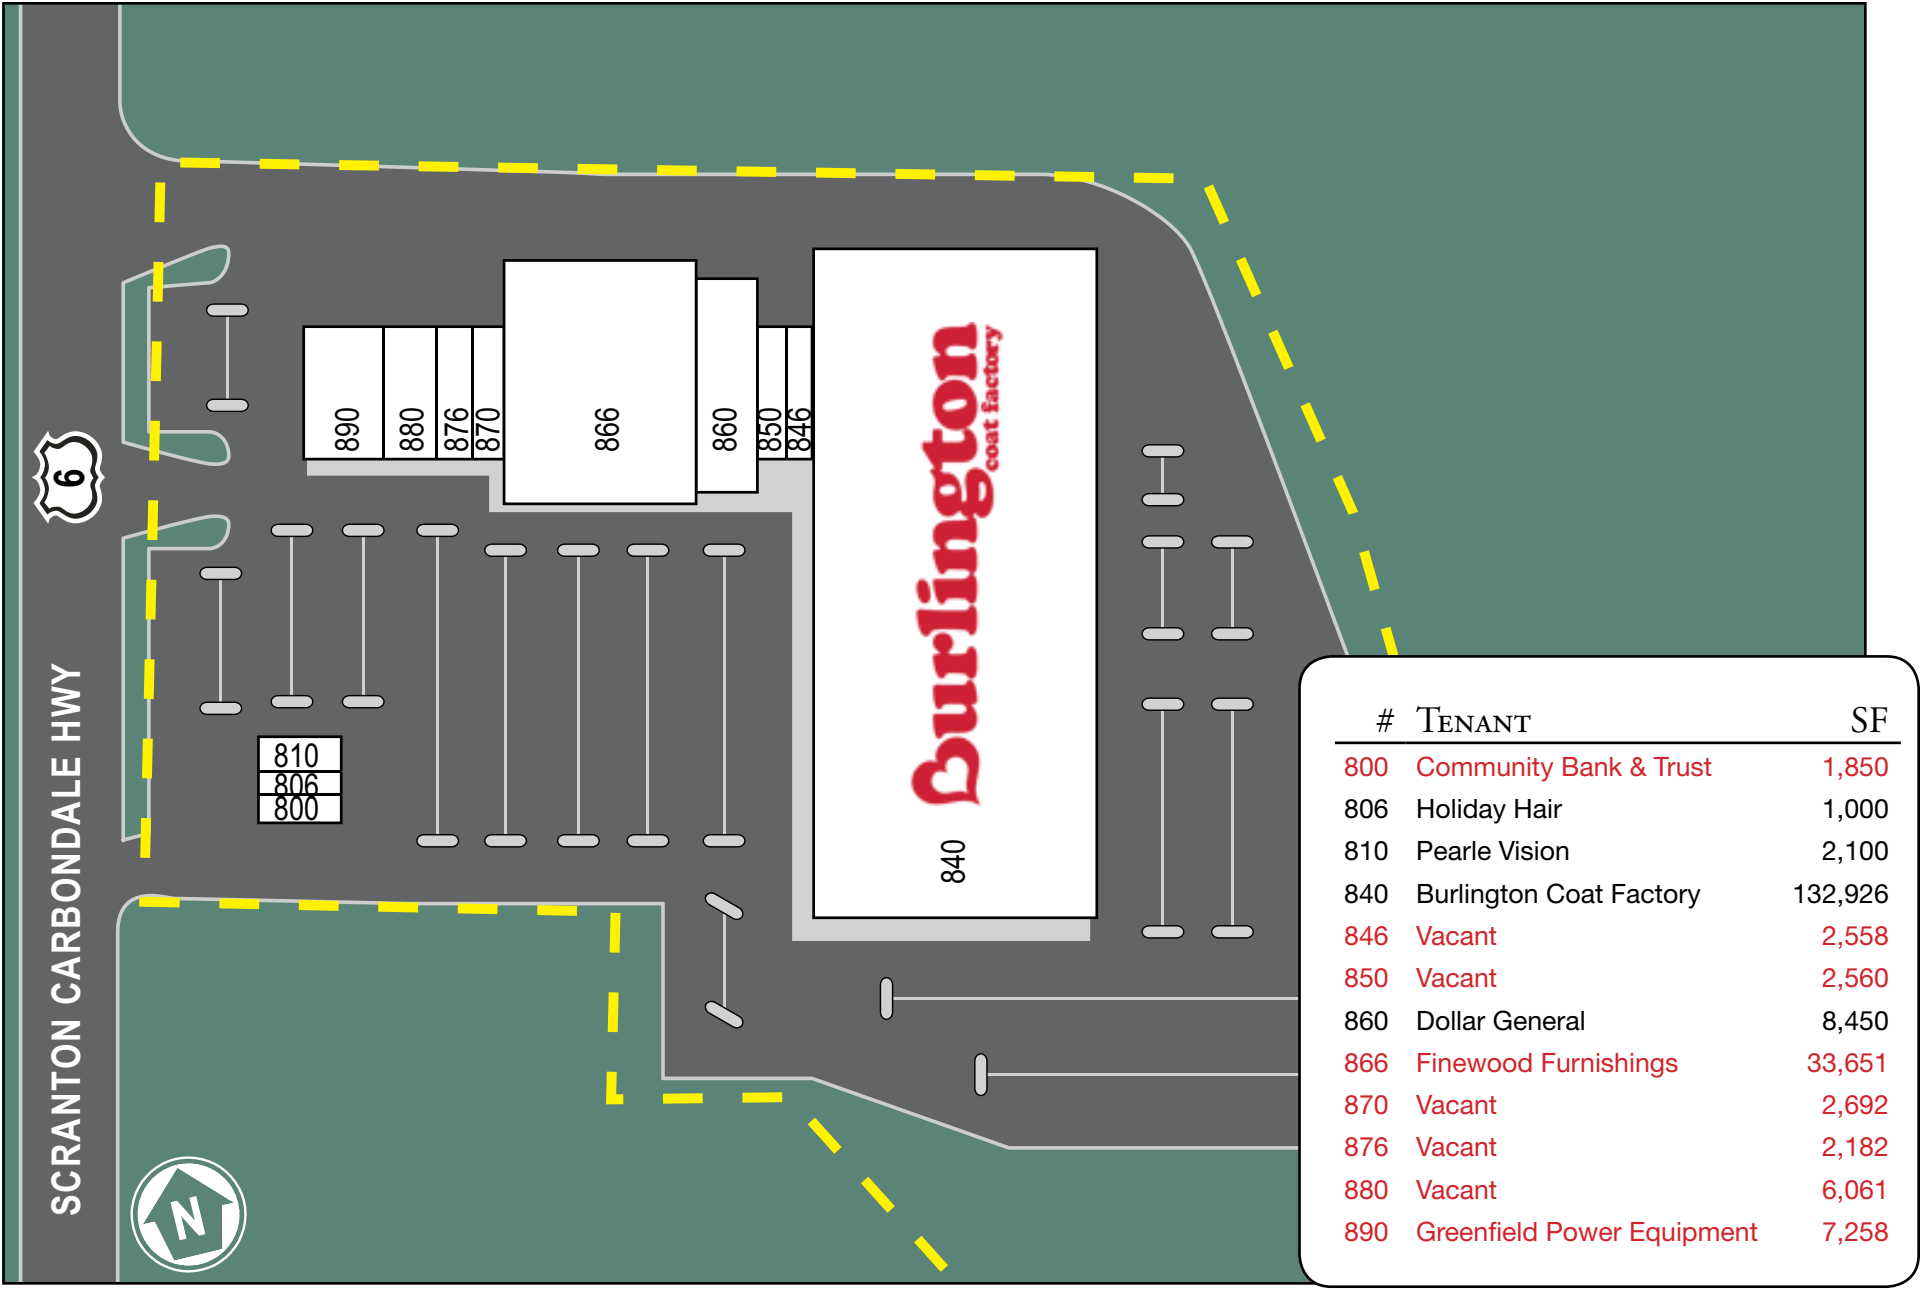 890
880
876
870
866
860
850
846
6
Burlington
coat factory
840
810
806
800
SCRANTON CARBONDALE HWY
N
# TENANT SF
800 Community Bank & Trust 1,850
806 Holiday Hair 1,000
810 Pearle Vision 2,100
840 Burlington Coat Factory 132,926
846 Vacant 2,558
850 Vacant 2,560
860 Dollar General 8,450
866 Finewood Furnishings 33,651
870 Vacant 2,692
876 Vacant 2,182
880 Vacant 6,061
890 Greenfield Power Equipment 7,258